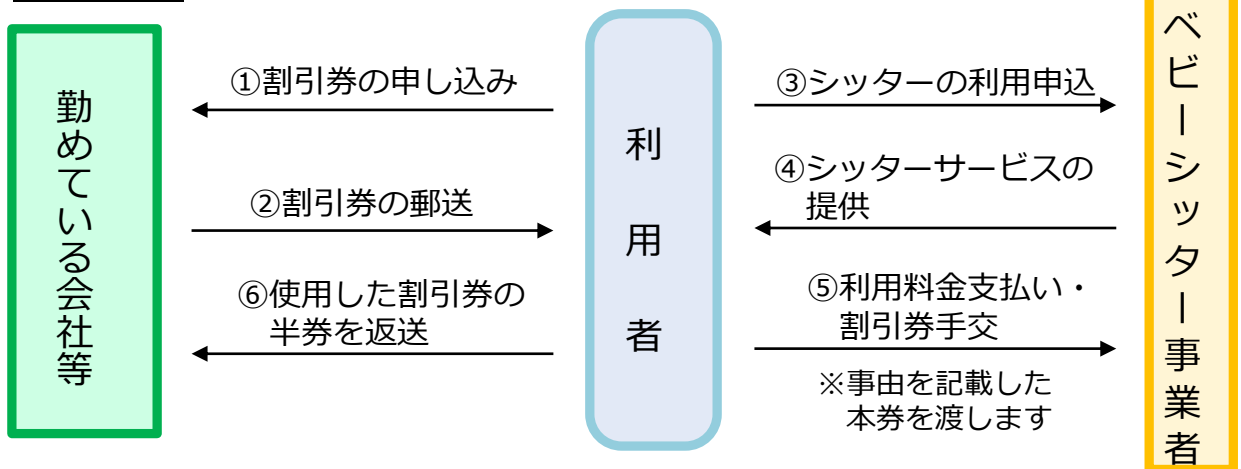 勤めている会社等
①割引券の申し込み
②割引券の郵送
⑥使用した割引券の
半券を返送
利用者
③シッターの利用申込
④シッターサービスの
提供
⑤利用料金支払い・
割引券手交
※事由を記載した
本券を渡します
ベビーシッター事業者